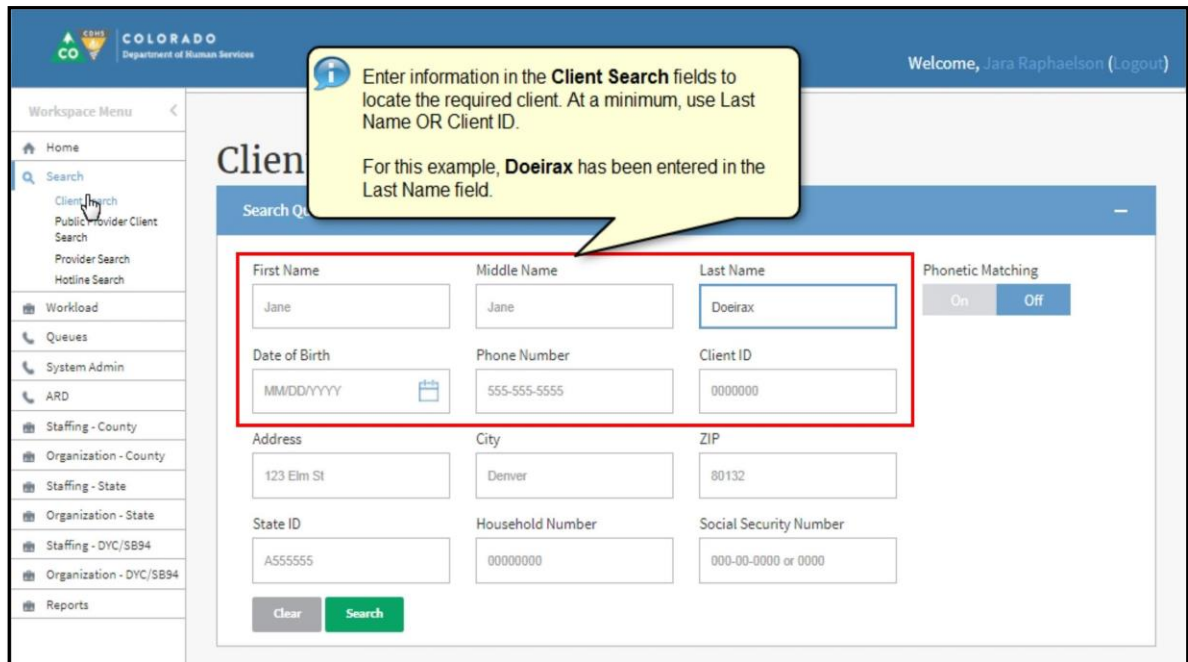 CDHS
CO
COLORADO
Department of Human Services
Welcome, Jara Raphaelson (Logout)
Enter information in the Client Search fields to
locate the required client. At a minimum, use Last
Name OR Client ID.
For this example, Doeirax has been entered in the
Last Name field.
Workspace Menu
Home
Search
Client Search
Public Provider Client
Search
Provider Search
Hotline Search
Workload
Queues
System Admin
ARD
Staffing - County
Organization - County
Staffing - State
Organization - State
Staffing - DYC/SB94
Organization - DYC/SB94
Reports
Clien
Search Qu
First Name
Middle Name
Last Name
Phonetic Matching
Jane
Jane
Doeirax
On
Off
Date of Birth
Phone Number
Client ID
MM/DD/YYYY
555-555-5555
0000000
Address
City
ZIP
123 Elm St
Denver
80132
State ID
Household Number
Social Security Number
A555555
00000000
000-00-0000 or 0000
Clear
Search